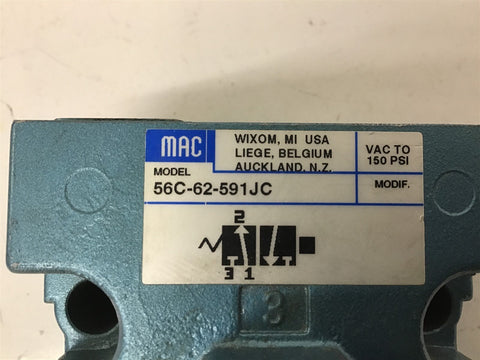 MAC
WIXOM, MI USA
LIEGE, BELGIUM
AUCKLAND, N.Z.
VAC TO
150 PSI
MODEL
56C-62-591JC
MODIF.
2
3 1
3